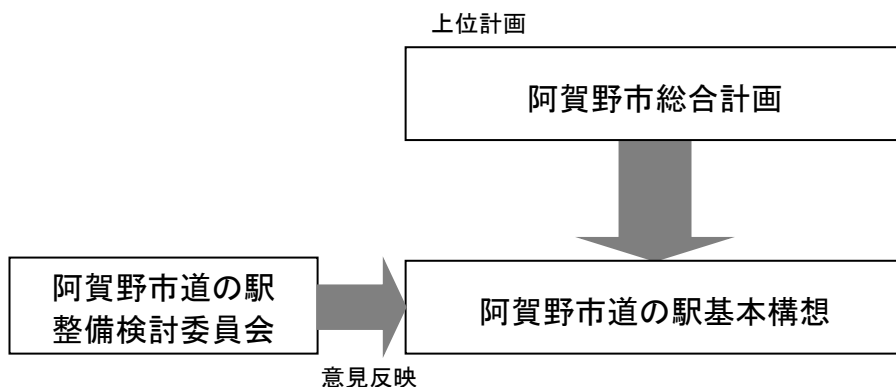 上位計画
阿賀野市総合計画
阿賀野市道の駅
整備検討委員会
意見反映
阿賀野市道の駅基本構想